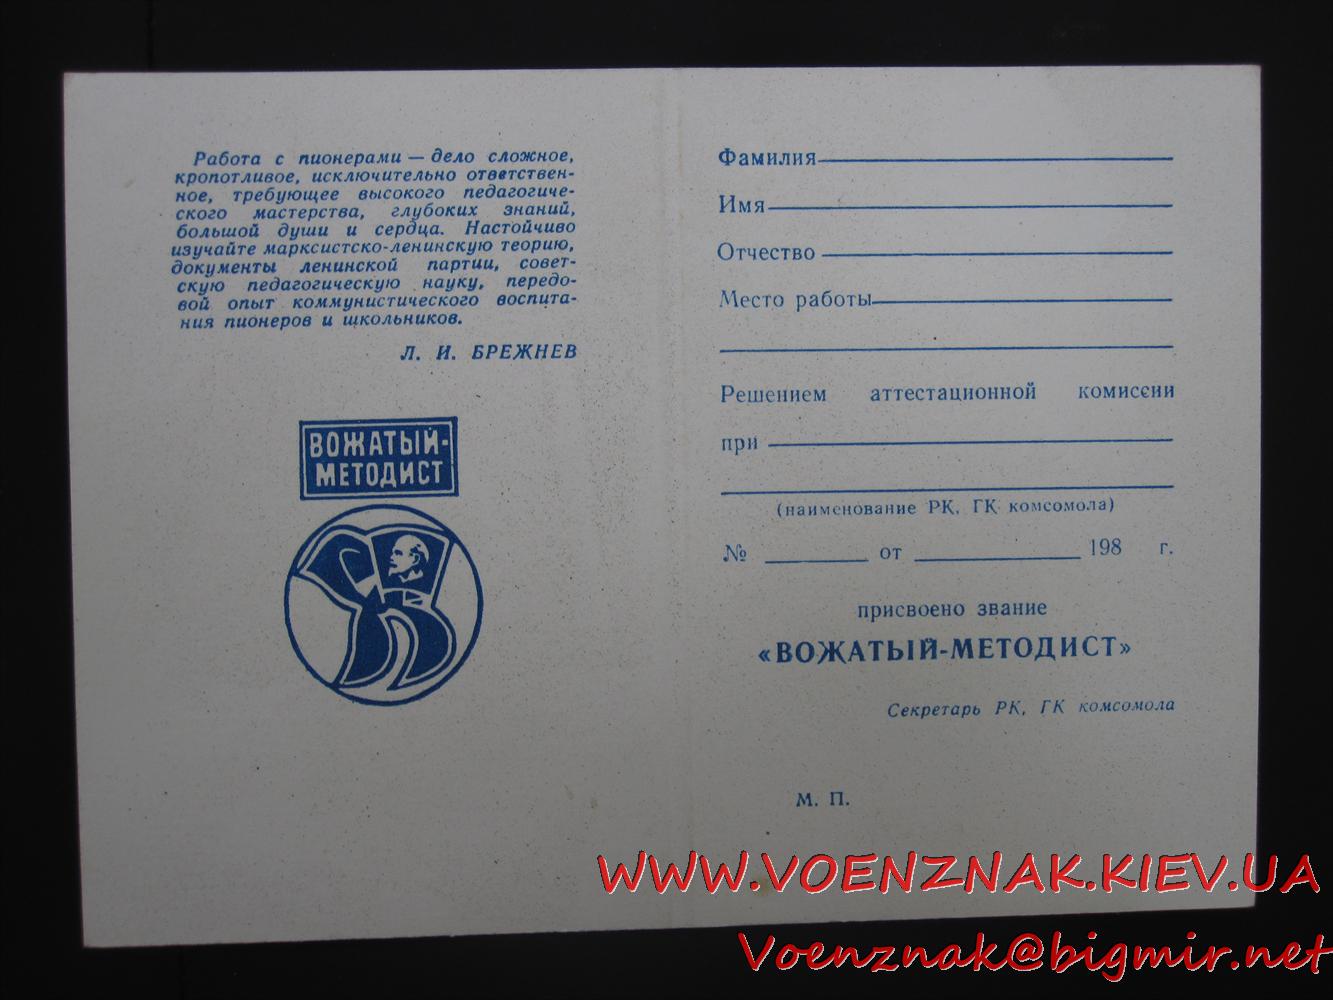 Работа с пионерами — дело сложное,
кропотливое, исключительно ответствен-
ное, требующее высокого педагогиче-
ского мастерства, глубоких знаний,
большой души и сердца. Настойчиво
изучайте марксистско-ленинскую теорию,
документы ленинской партии, совет-
скую педагогическую науку, передо-
вой опыт коммунистического воспита-
ния пионеров и школьников.
Л. И. БРЕЖНЕВ
ВОЖАТЫЙ-
МЕТОДИСТ
Фамилия
Имя
Отчество
Место работы
Решением аттестационной комиссии
при
(наименование РК, ГК комсомола)
№ ______ от ______ 198 г.
присвоено звание
«ВОЖАТЫЙ-МЕТОДИСТ»
Секретарь РК, ГК комсомола
М. П.
WWW.VOENZNAK.KIEV.UA
Voenznak@bigmir.net